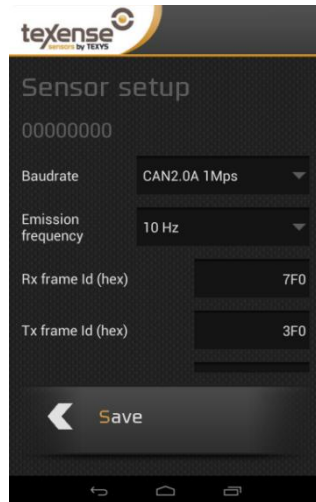 texense
sensors by TEXYS
Sensor setup
00000000
Baudrate CAN2.0A 1Mps
Emission
frequency 10 Hz
Rx frame Id (hex) 7F0
Tx frame Id (hex) 3F0
Save